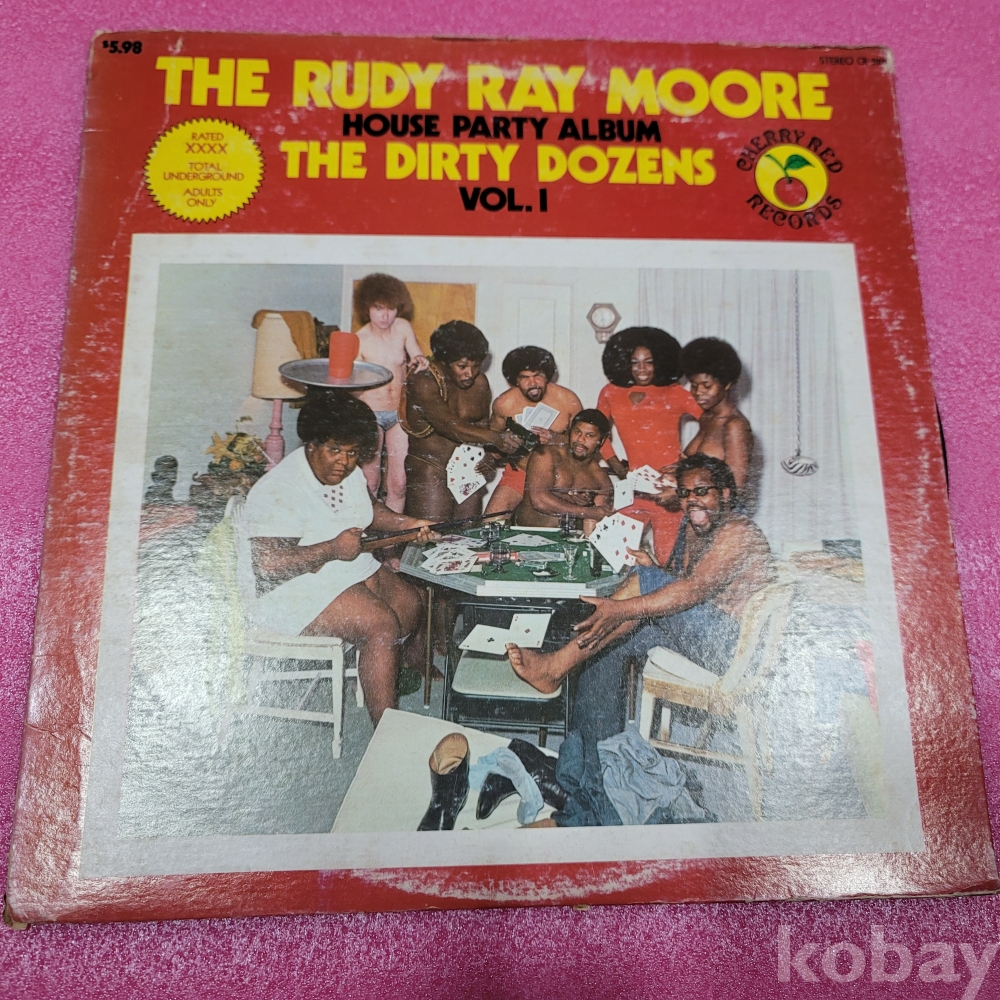 $5.98
STEREO CR
THE RUDY RAY MOORE
HOUSE PARTY ALBUM
THE DIRTY DOZENS
VOL. I
RATED
XXXX
TOTAL
UNDERGROUND
ADULTS
ONLY
CHERRY RED
RECORDS
kobay